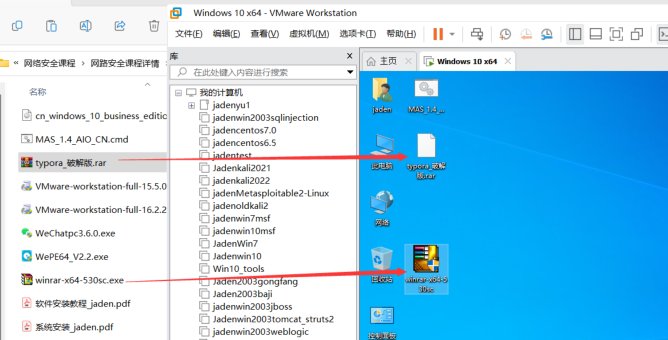 Windows 10 x64 - VMware Workstation
文件(F) 编辑(E) 查看(V) 虚拟机(M) 选项卡(T) 帮助(H)
网络安全课程 > 网路安全课程详情
库
在此处键入内容进行搜索
主页
Windows 10 x64
名称
cn_windows_10_business_edition
MAS_1.4_AIO_CN.cmd
typora_破解版.rar
VMware-workstation-full-15.5.0
VMware-workstation-full-16.2.2
WeChatpc3.6.0.exe
WePE64_V2.2.exe
winrar-x64-530sc.exe
软件安装教程_jaden.pdf
系统安装_jaden.pdf
我的计算机
jadenyu1
jadenwin2003sqlinjection
jadencentos7.0
jadencentos6.5
jadentest
Jadenkali2021
jadenkali2022
jadenMetasploitable2-Linux
jadenoldkali2
jadenwin7msf
jadenwin10msf
JadenWin7
Jadenwin10
Win10_tools
Jaden2003gongfang
Jaden2003baji
jadenwin2003jboss
Jadenwin2003tomcat_struts2
jadenwin2003weblogic
jaden
MAS_1.4_...
此电脑
typora_破解
版.rar
网络
回收站
winrar-x64-5
30sc
控制面板